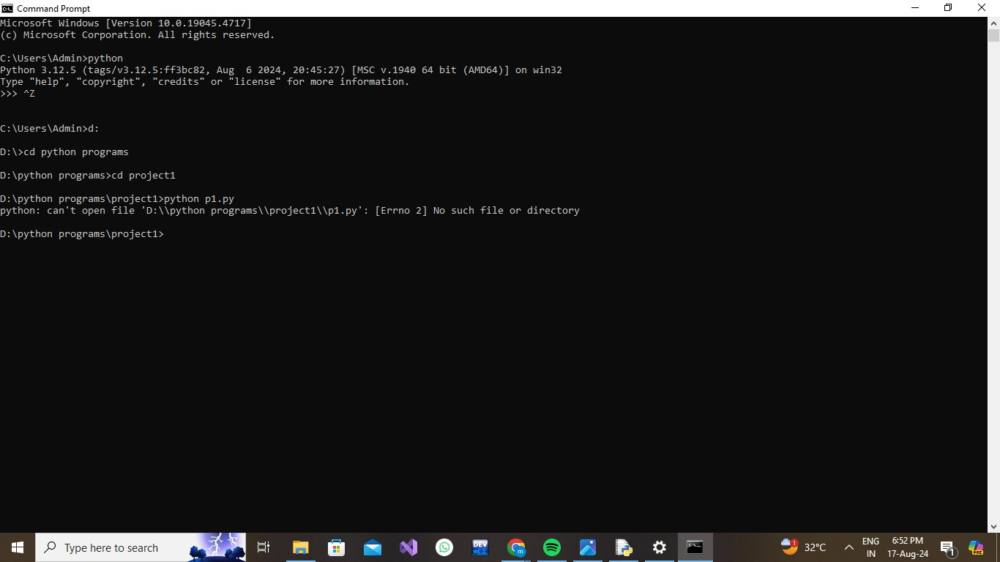 Command Prompt
Microsoft Windows [Version 10.0.19045.4717]
(c) Microsoft Corporation. All rights reserved.
C:\Users\Admin>python
Python 3.12.5 (tags/v3.12.5:ff3bc82, Aug  6 2024, 20:45:27) [MSC v.1940 64 bit (AMD64)] on win32
Type "help", "copyright", "credits" or "license" for more information.
>>> ^Z
C:\Users\Admin>d:
D:\>cd python programs
D:\python programs>cd project1
D:\python programs\project1>python p1.py
python: can't open file 'D:\\python programs\\project1\\p1.py': [Errno 2] No such file or directory
D:\python programs\project1>
Type here to search
DEV
m
1
32°C
ENG
IN
6:52 PM
17-Aug-24
1
PRE